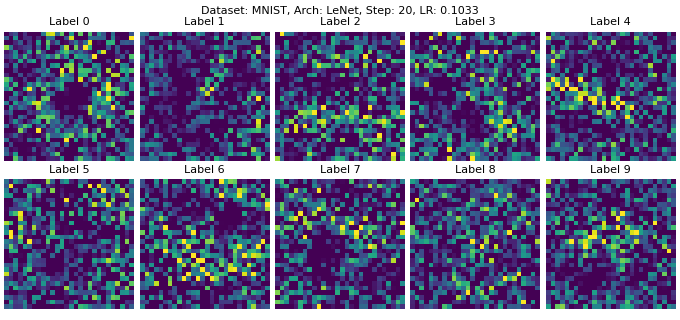 Dataset: MNIST, Arch: LeNet, Step: 20, LR: 0.1033
Label 0
Label 1
Label 2
Label 3
Label 4
Label 5
Label 6
Label 7
Label 8
Label 9